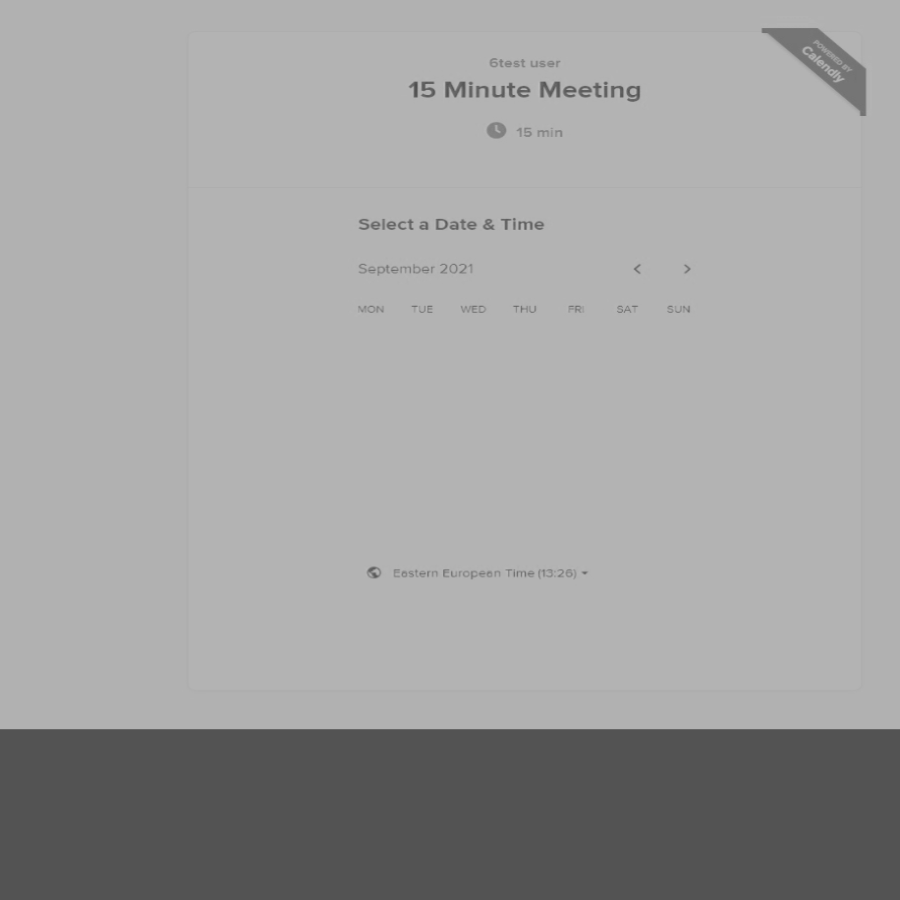 POWERED BY
Calendly
6test user
15 Minute Meeting
15 min
Select a Date & Time
September 2021
MON TUE WED THU FRI SAT SUN
Eastern European Time (13:26)